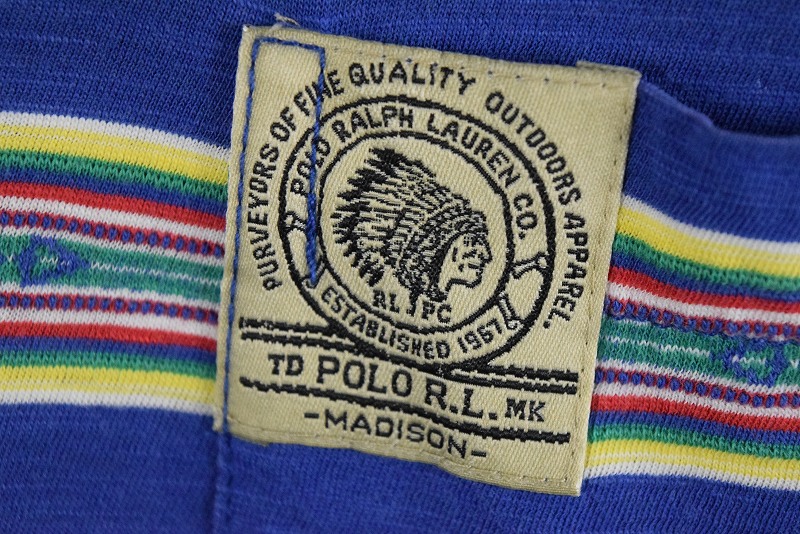 PURVEYORS OF FINE QUALITY OUTDOORS APPAREL.
POLO RALPH LAUREN CO.
RL PC
ESTABLISHED 1967
TD POLO R.L. MK
-MADISON-